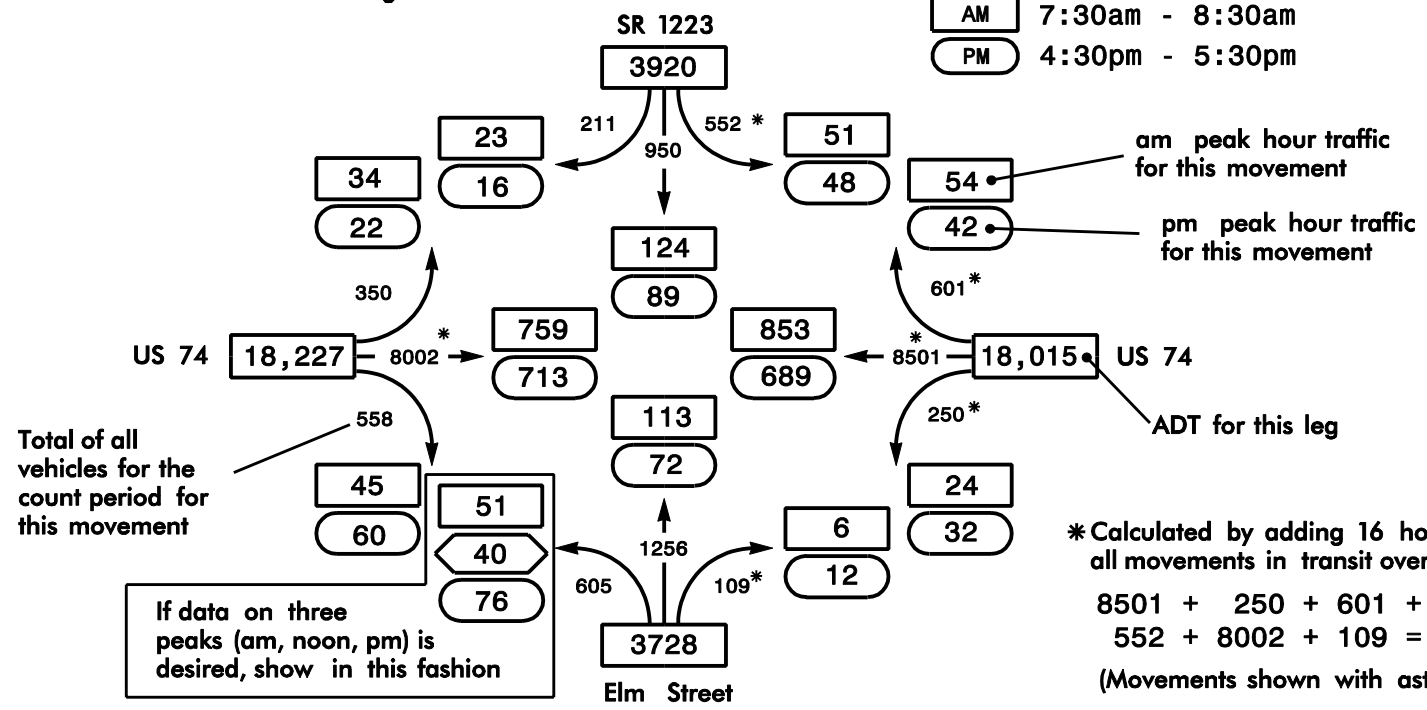 AM 7:30am - 8:30am
PM 4:30pm - 5:30pm
SR 1223
3920
211
950
552 *
23
16
51
48
34
22
54
42
am peak hour traffic
for this movement
pm peak hour traffic
for this movement
124
89
350
601*
US 74
18,227
8002
*
759
713
853
689
*
8501
18,015
US 74
558
250*
ADT for this leg
113
72
Total of all
vehicles for the
count period for
this movement
45
60
51
40
76
24
32
6
12
605
1256
109*
3728
Elm Street
If data on three
peaks (am, noon, pm) is
desired, show in this fashion
*Calculated by adding 16
all movements in transit
8501 + 250 + 601 +
552 + 8002 + 109 =
(Movements shown with